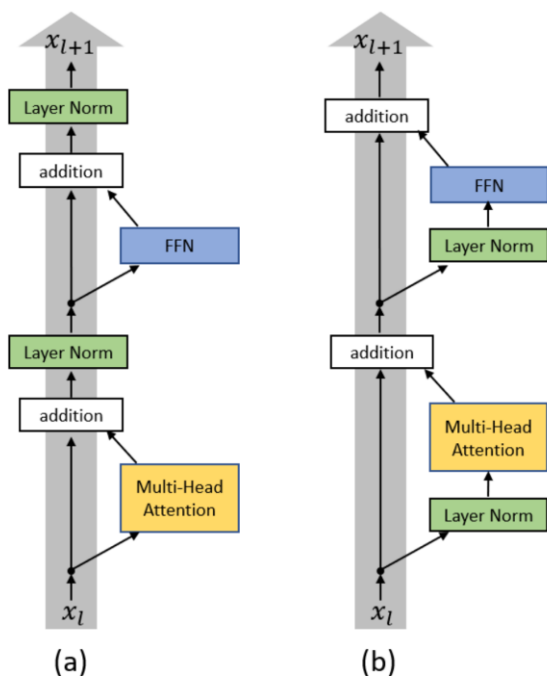 x_{l+1}
Layer Norm
addition
FFN
Layer Norm
addition
Multi-Head
Attention
x_l
(a)
x_{l+1}
addition
FFN
Layer Norm
addition
Multi-Head
Attention
Layer Norm
x_l
(b)